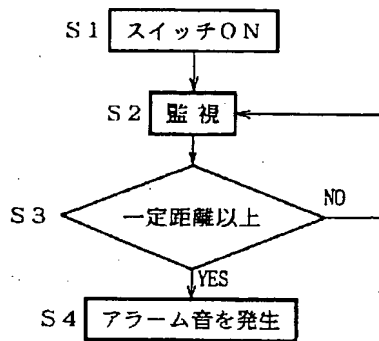 S1 スイッチON
S2 監視
S3 一定距離以上
NO
YES
S4 アラーム音を発生